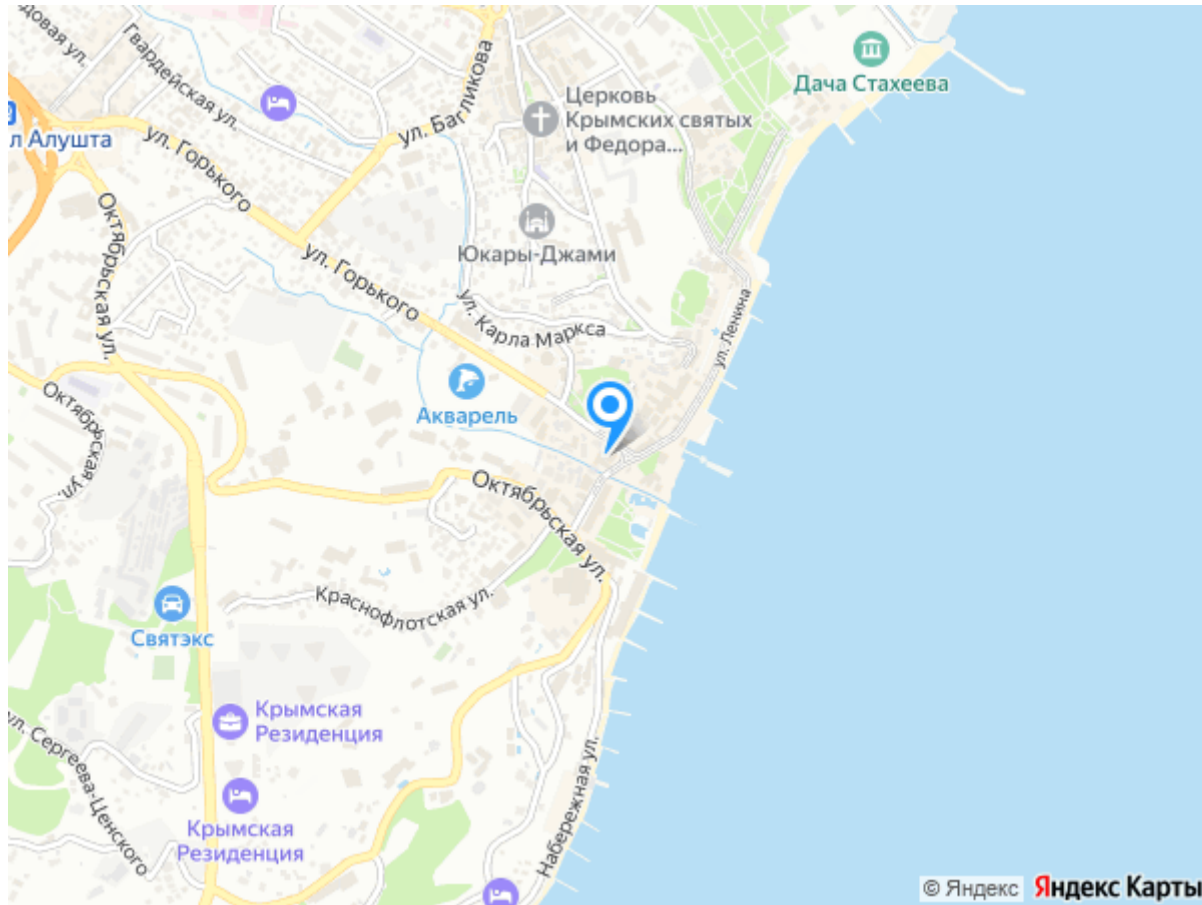 довая ул.
Гвардейская ул.
ул. Багликова
Дача Стахеева
Церковь
Крымских святых
и Федора...
л Алушта
ул. Горького
Октябрьская ул.
Юкары-Джами
ул. Горького
ул. Карла Маркса
ул. Ленина
Акварель
Октябрьская ул.
Октябрьская ул.
Краснофлотская ул.
Святэкс
Крымская
Резиденция
ул. Сергеева-Ценского
Крымская
Резиденция
Набережная ул.
© Яндекс Яндекс Карты